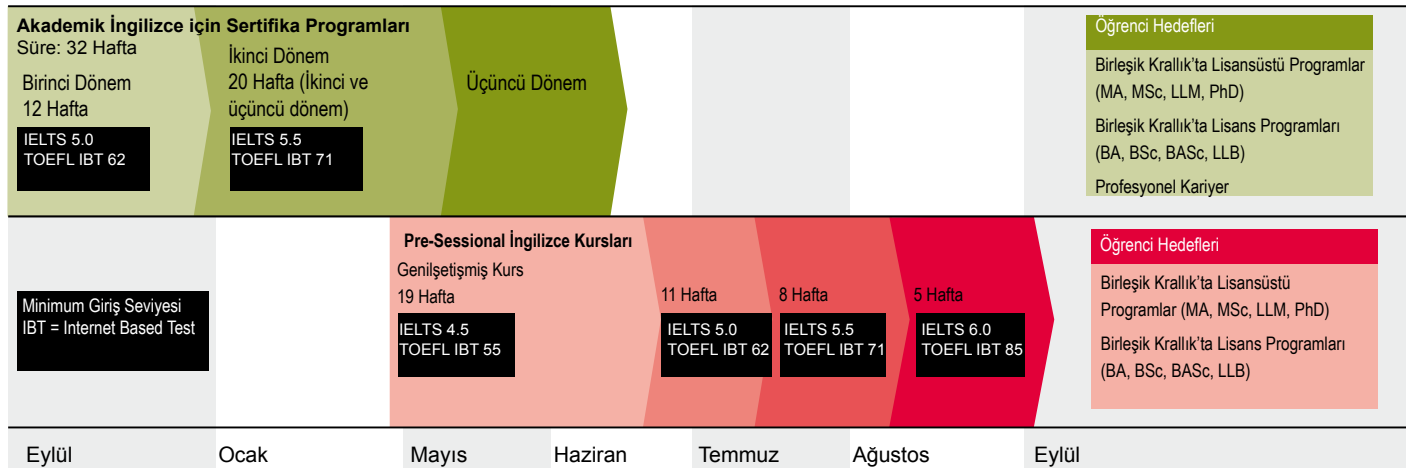 Akademik İngilizce için Sertifika Programları
Süre: 32 Hafta
Birinci Dönem
12 Hafta
IELTS 5.0
TOEFL IBT 62
İkinci Dönem
20 Hafta (İkinci ve
üçüncü dönem)
IELTS 5.5
TOEFL IBT 71
Üçüncü Dönem
Öğrenci Hedefleri
Birleşik Krallık'ta Lisansüstü Programlar
(MA, MSc, LLM, PhD)
Birleşik Krallık'ta Lisans Programları
(BA, BSc, BASc, LLB)
Profesyonel Kariyer
Minimum Giriş Seviyesi
IBT = Internet Based Test
Pre-Sessional İngilizce Kursları
Genilşetişmiş Kurs
19 Hafta
IELTS 4.5
TOEFL IBT 55
11 Hafta
IELTS 5.0
TOEFL IBT 62
8 Hafta
IELTS 5.5
TOEFL IBT 71
5 Hafta
IELTS 6.0
TOEFL IBT 85
Öğrenci Hedefleri
Birleşik Krallık'ta Lisansüstü
Programlar (MA, MSc, LLM, PhD)
Birleşik Krallık'ta Lisans Programları
(BA, BSc, BASc, LLB)
Eylül
Ocak
Mayıs
Haziran
Temmuz
Ağustos
Eylül